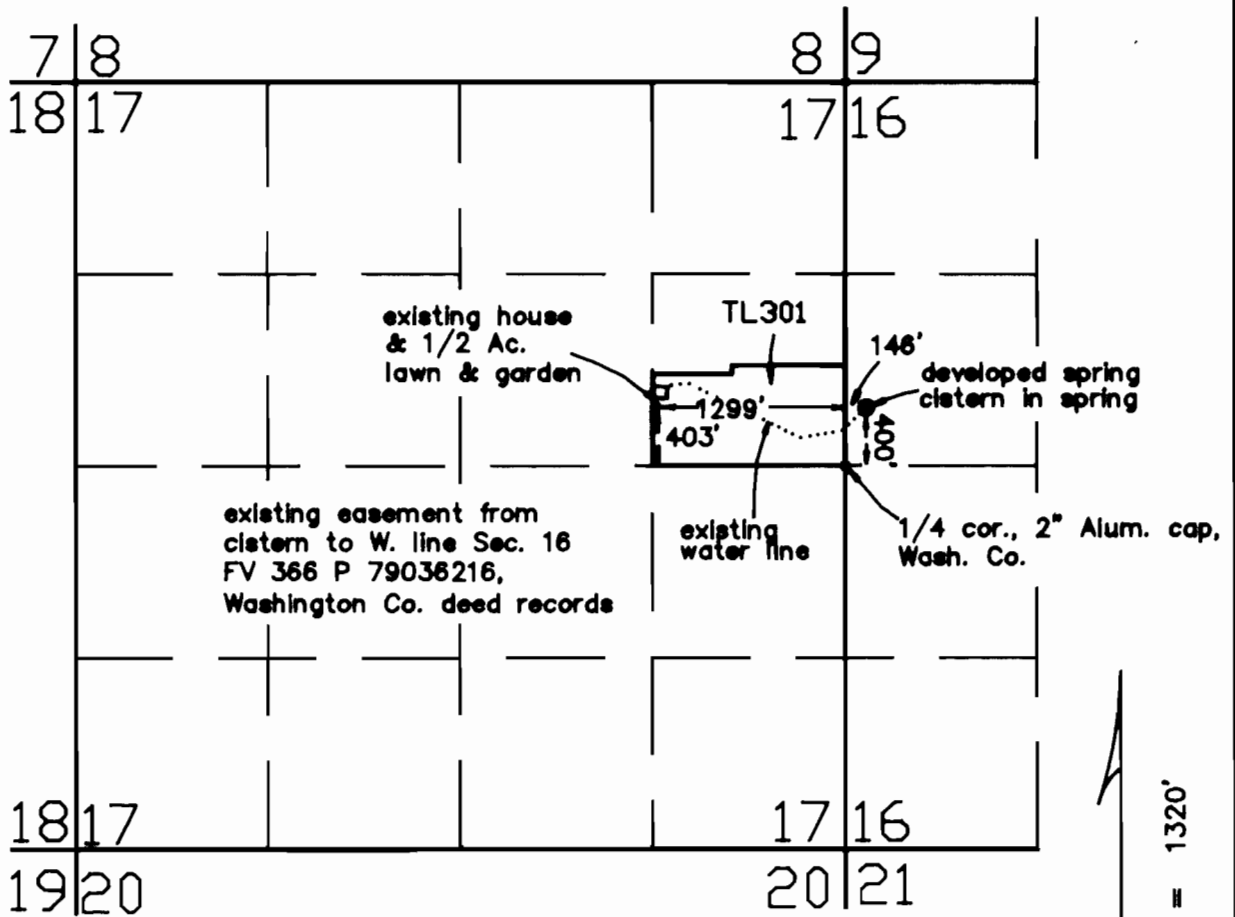 7 8
8 9
18 17
17 16
existing house
& 1/2 Ac.
lawn & garden
TL301
146'
developed spring
cistern in spring
1299'
403'
400'
existing easement from
cistern to W. line Sec. 16
FV 366 P 79036216,
Washington Co. deed records
existing
water line
1/4 cor., 2" Alum. cap,
Wash. Co.
18 17
17 16
19 20
20 21
= 1320'